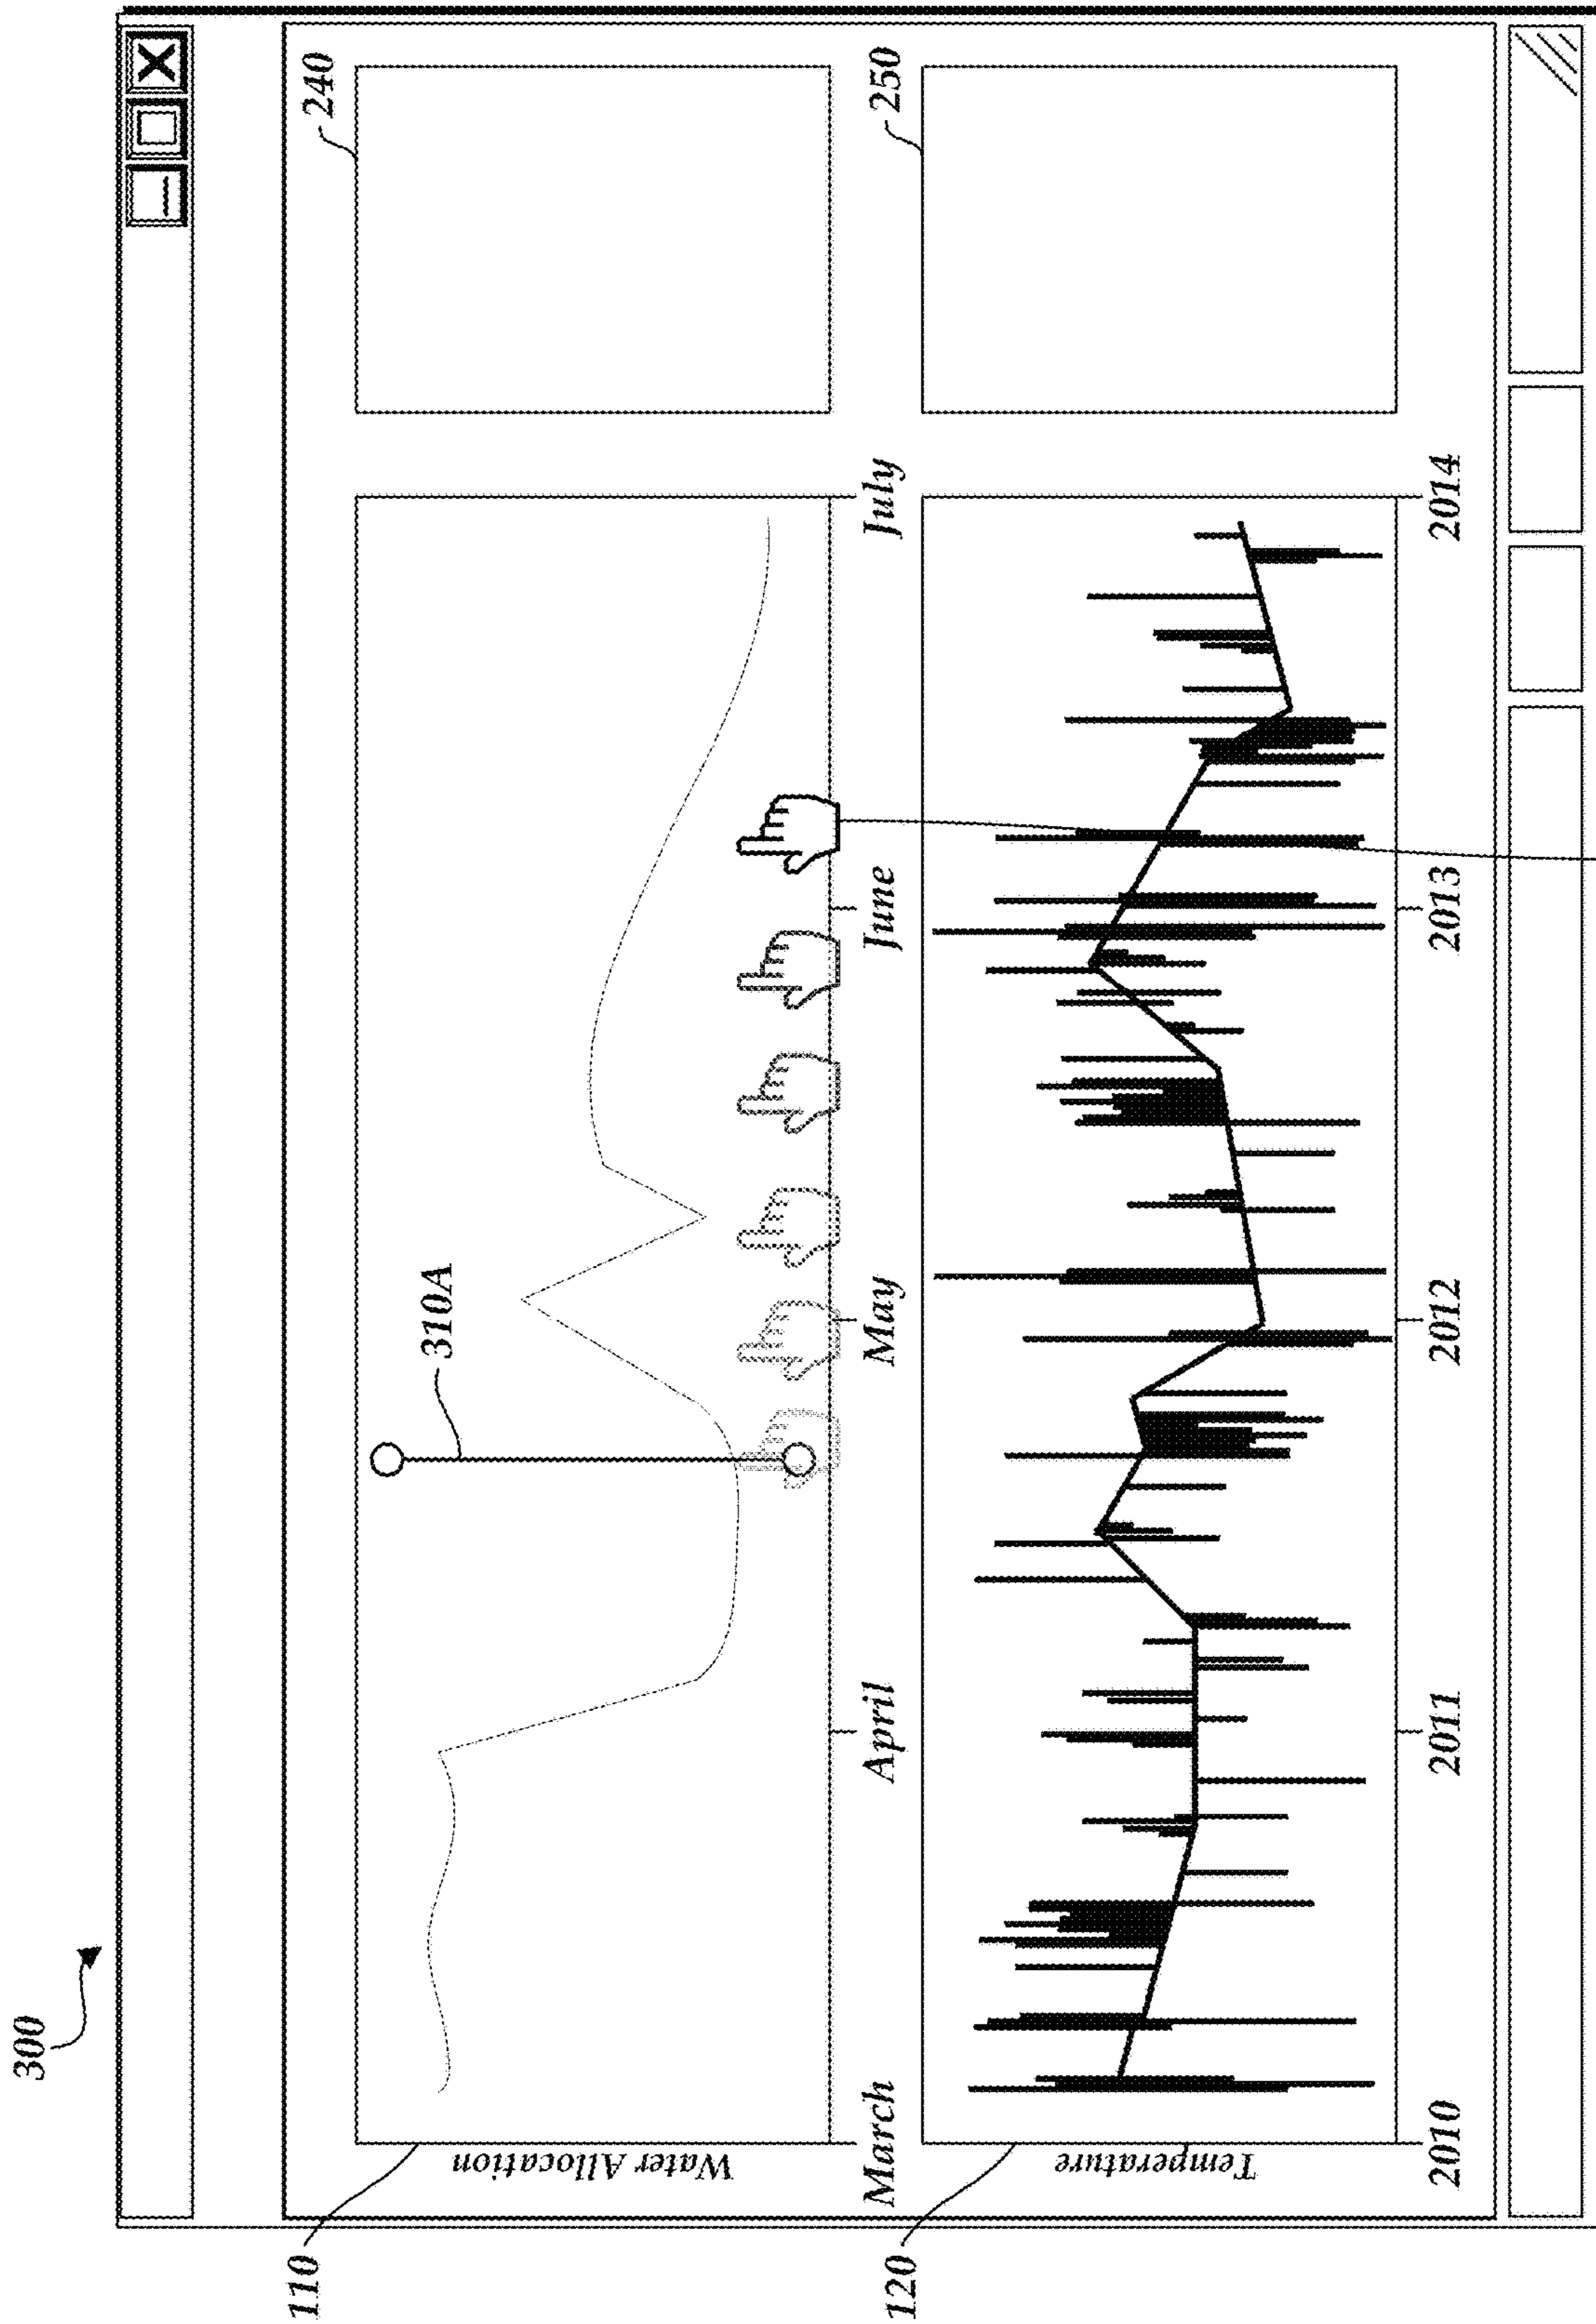 300
240
110
Water Allocation
310A
March
April
May
June
July
250
120
Temperature
2010
2011
2012
2013
2014